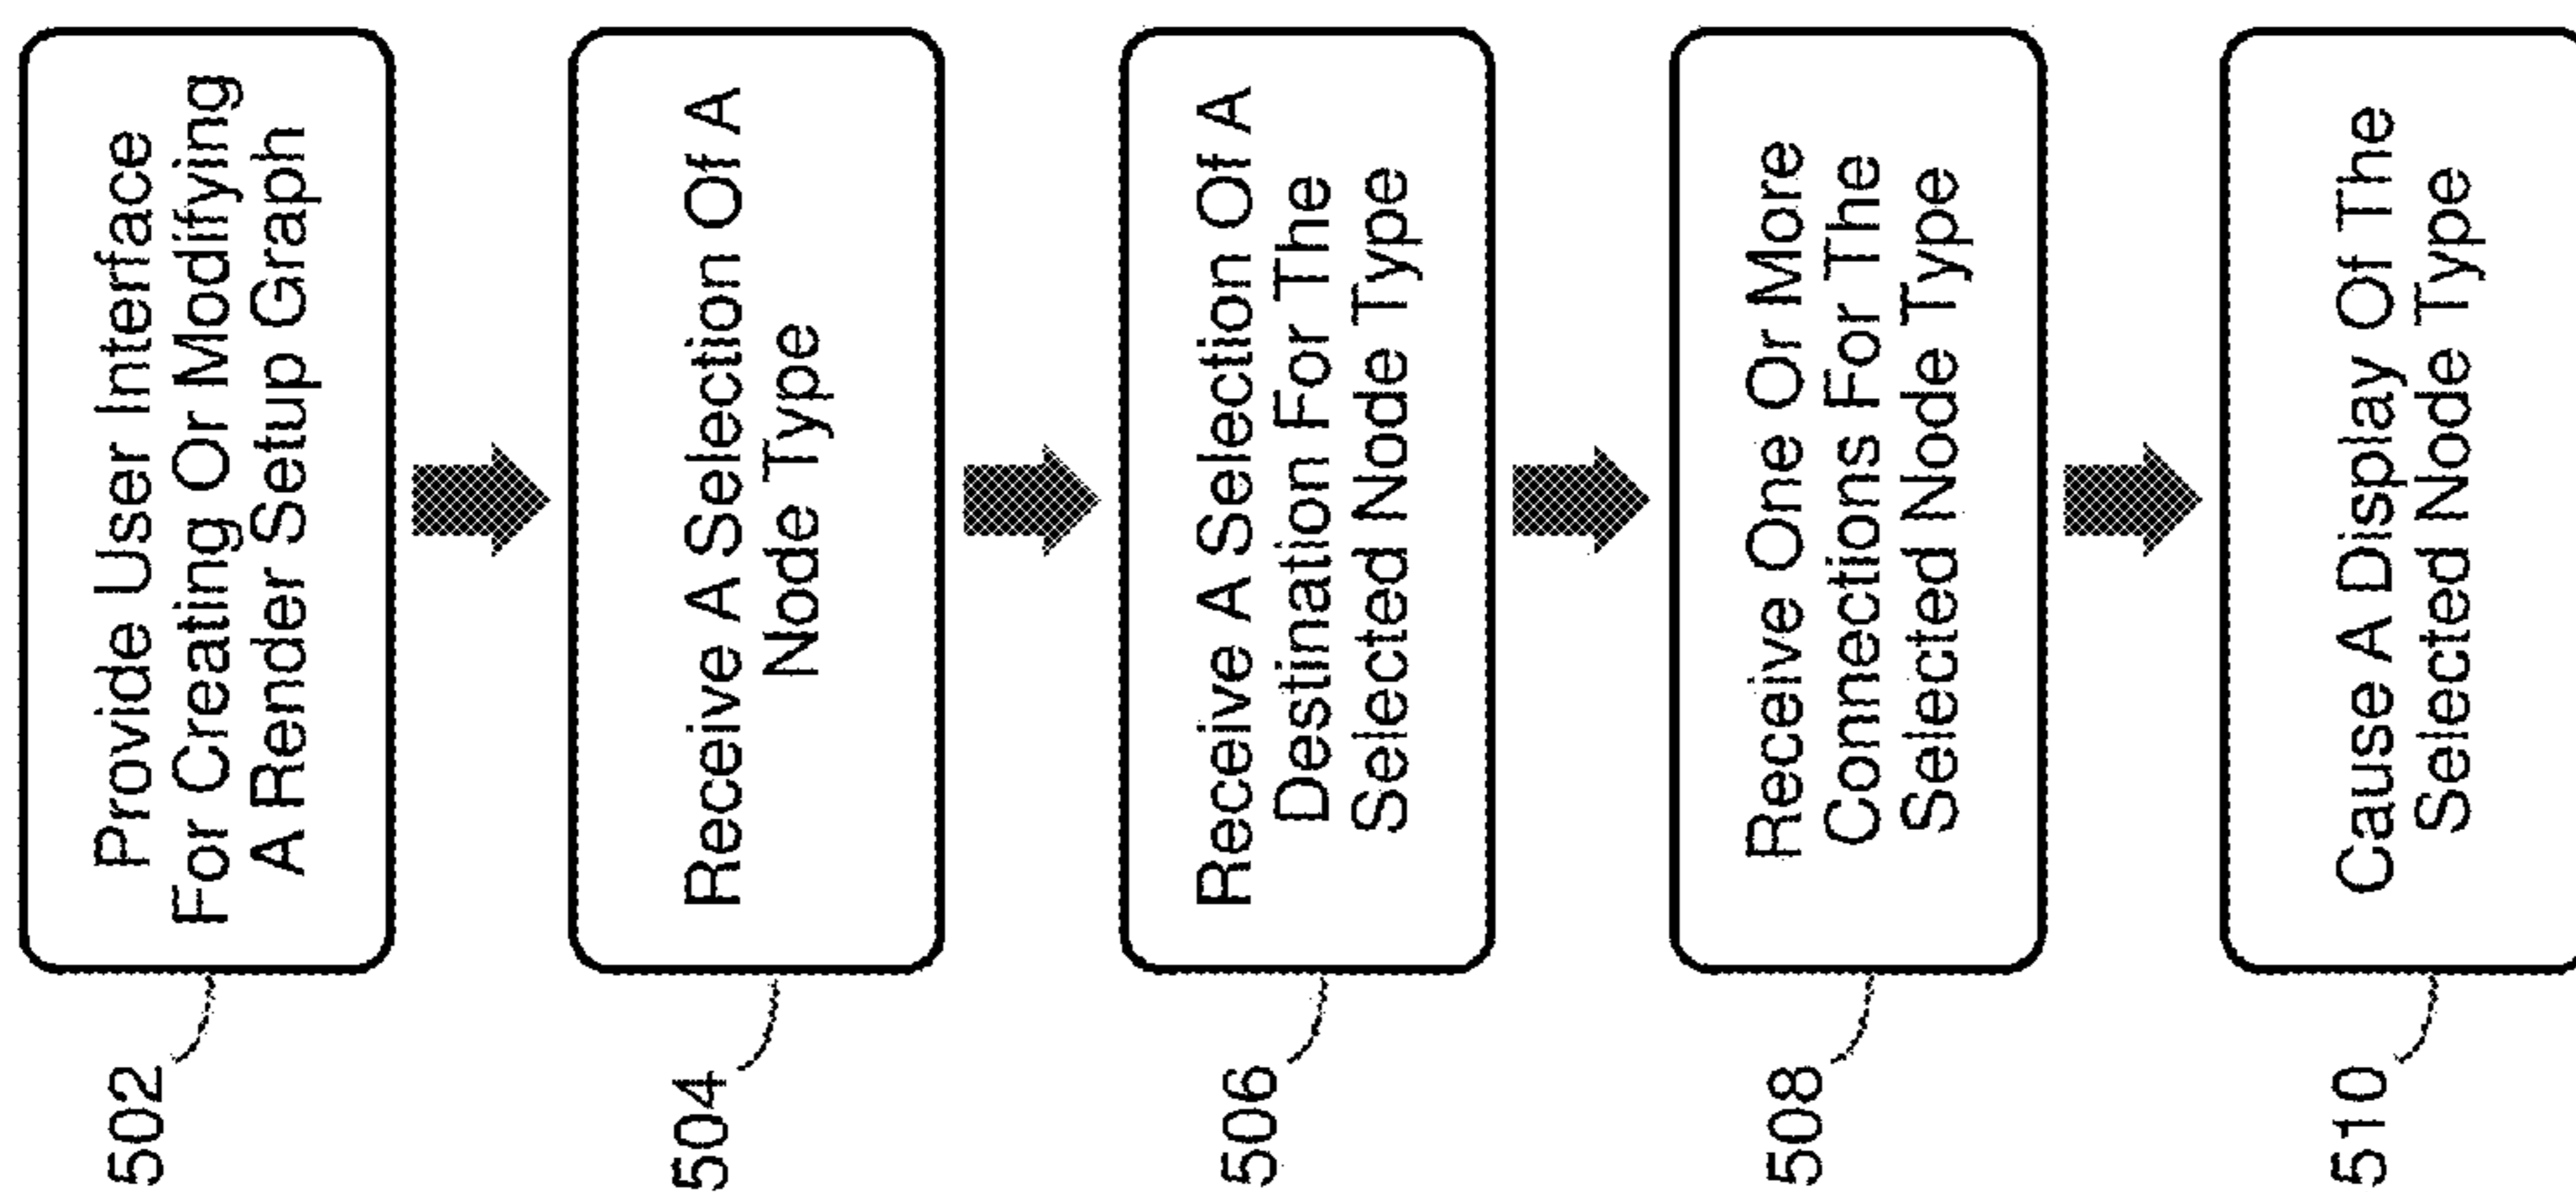 502
Provide User Interface
For Creating Or Modifying
A Render Setup Graph
504
Receive A Selection Of A
Node Type
506
Receive A Selection Of A
Destination For The
Selected Node Type
508
Receive One Or More
Connections For The
Selected Node Type
510
Cause A Display Of The
Selected Node Type